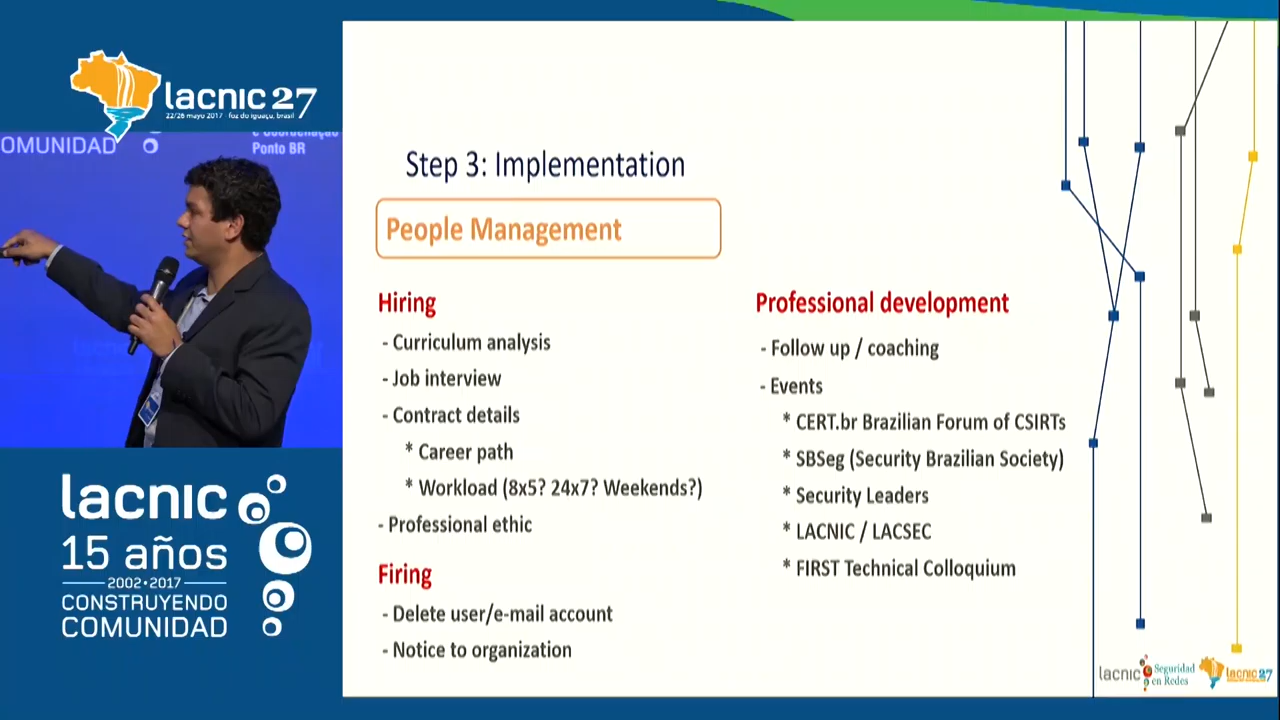 lacnic 27
22/26 mayo 2017 · foz do iguaçu, brasil
OMUNIDAD
e Coordenação
Ponto BR
lacnic
15 años
2002•2017
CONSTRUYENDO
COMUNIDAD
Step 3: Implementation
People Management
Hiring
- Curriculum analysis
- Job interview
- Contract details
* Career path
* Workload (8x5? 24x7? Weekends?)
- Professional ethic
Firing
- Delete user/e-mail account
- Notice to organization
Professional development
- Follow up / coaching
- Events
* CERT.br Brazilian Forum of CSIRTs
* SBSeg (Security Brazilian Society)
* Security Leaders
* LACNIC / LACSEC
* FIRST Technical Colloquium
lacnic Seguridad
en Redes
lacnic 27